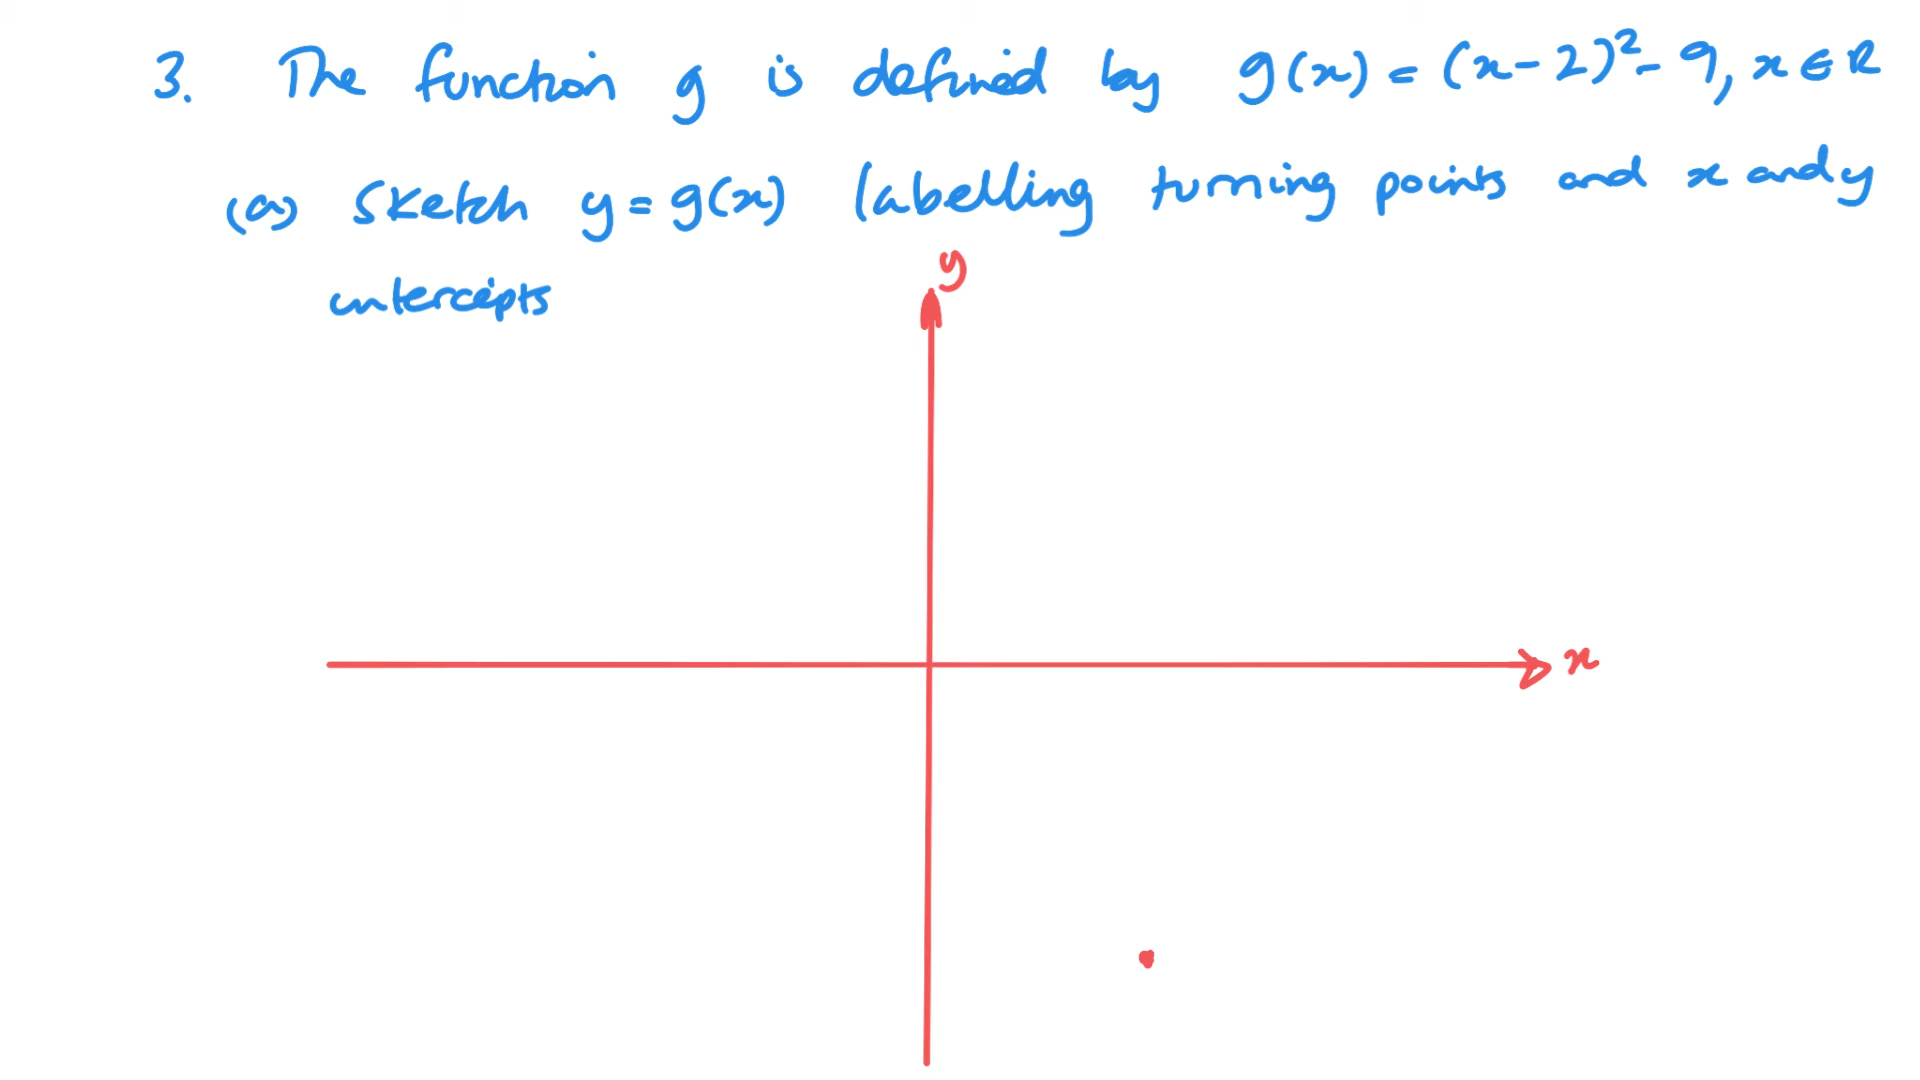 3. The function g is defined by g(x) = (x-2)² - 9, x ∈ R
(a) Sketch y = g(x) labelling turning points and x and y
intercepts
y
x